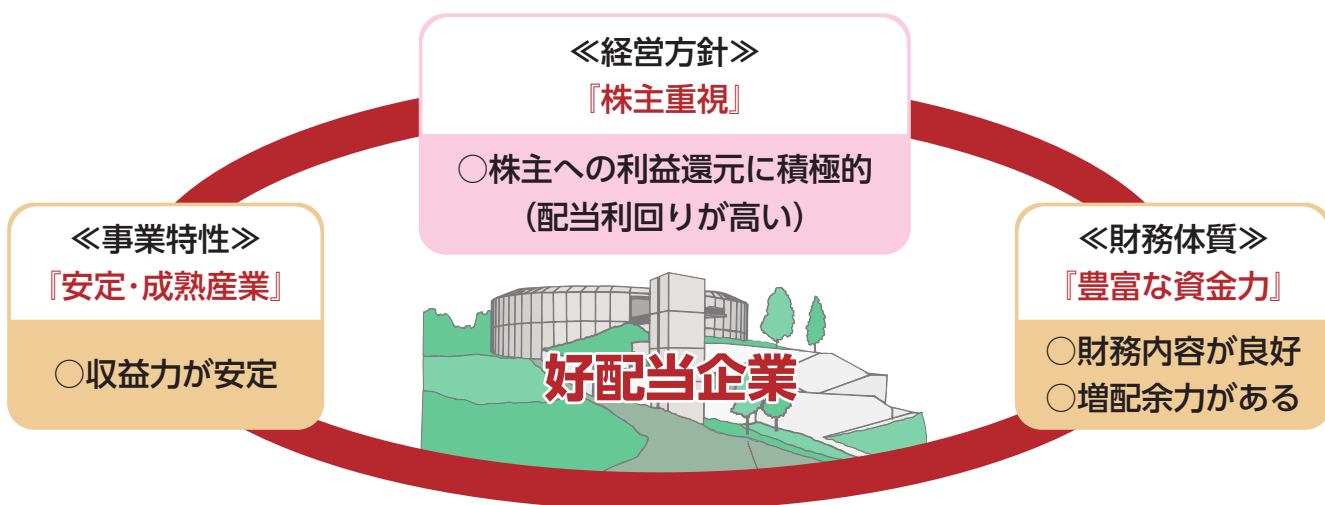 ≪経営方針≫
『株主重視』
○株主への利益還元に積極的
(配当利回りが高い)
≪事業特性≫
『安定・成熟産業』
○収益力が安定
≪財務体質≫
『豊富な資金力』
○財務内容が良好
○増配余力がある
好配当企業